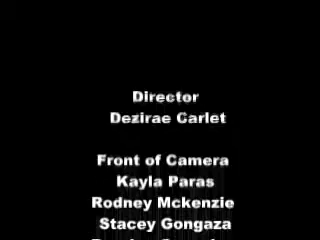 Director
Dezirae Carlet
Front of Camera
Kayla Paras
Rodney Mckenzie
Stacey Gongaza